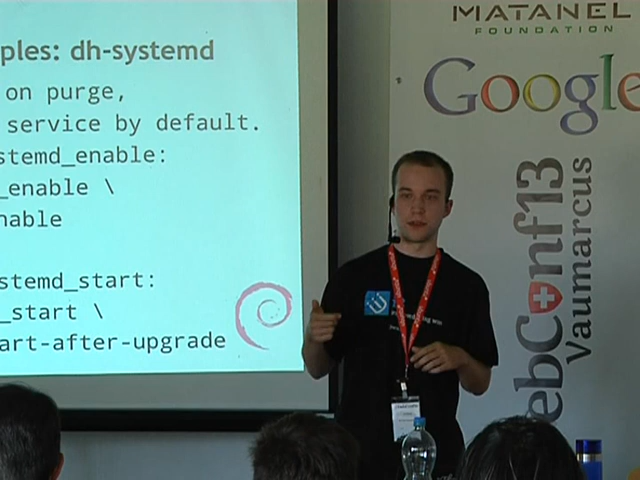 ples: dh-systemd
on purge,
service by default.
stemd_enable:
_enable \
nable
stemd_start:
_start \
art-after-upgrade
MATANEL
FOUNDATION
Google
ebConf13
Vaumarcus